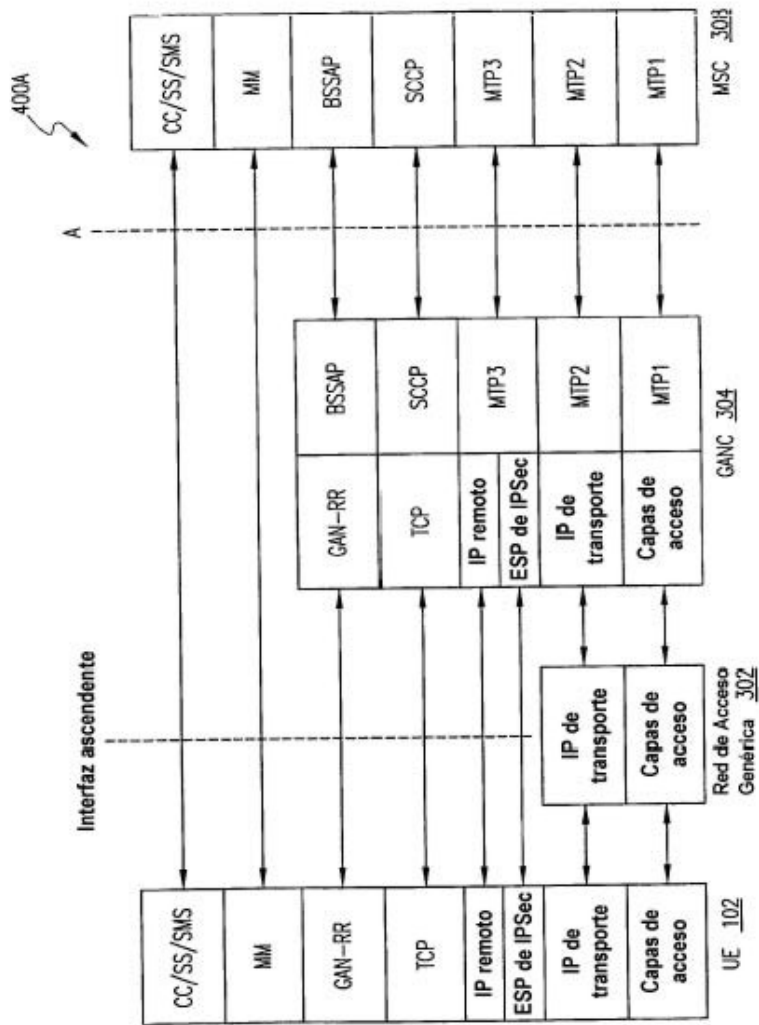 400A
Interfaz ascendente
A
CC/SS/SMS
MM
GAN-RR
TCP
IP remoto
ESP de IPSec
IP de
transporte
Capas de
acceso
UE 102
IP de
transporte
Capas de
acceso
Red de Acceso
Genérica 302
GAN-RR
TCP
IP remoto
ESP de IPSec
IP de
transporte
Capas de
acceso
BSSAP
SCCP
MTP3
MTP2
MTP1
GANC 304
CC/SS/SMS
MM
BSSAP
SCCP
MTP3
MTP2
MTP1
MSC 308